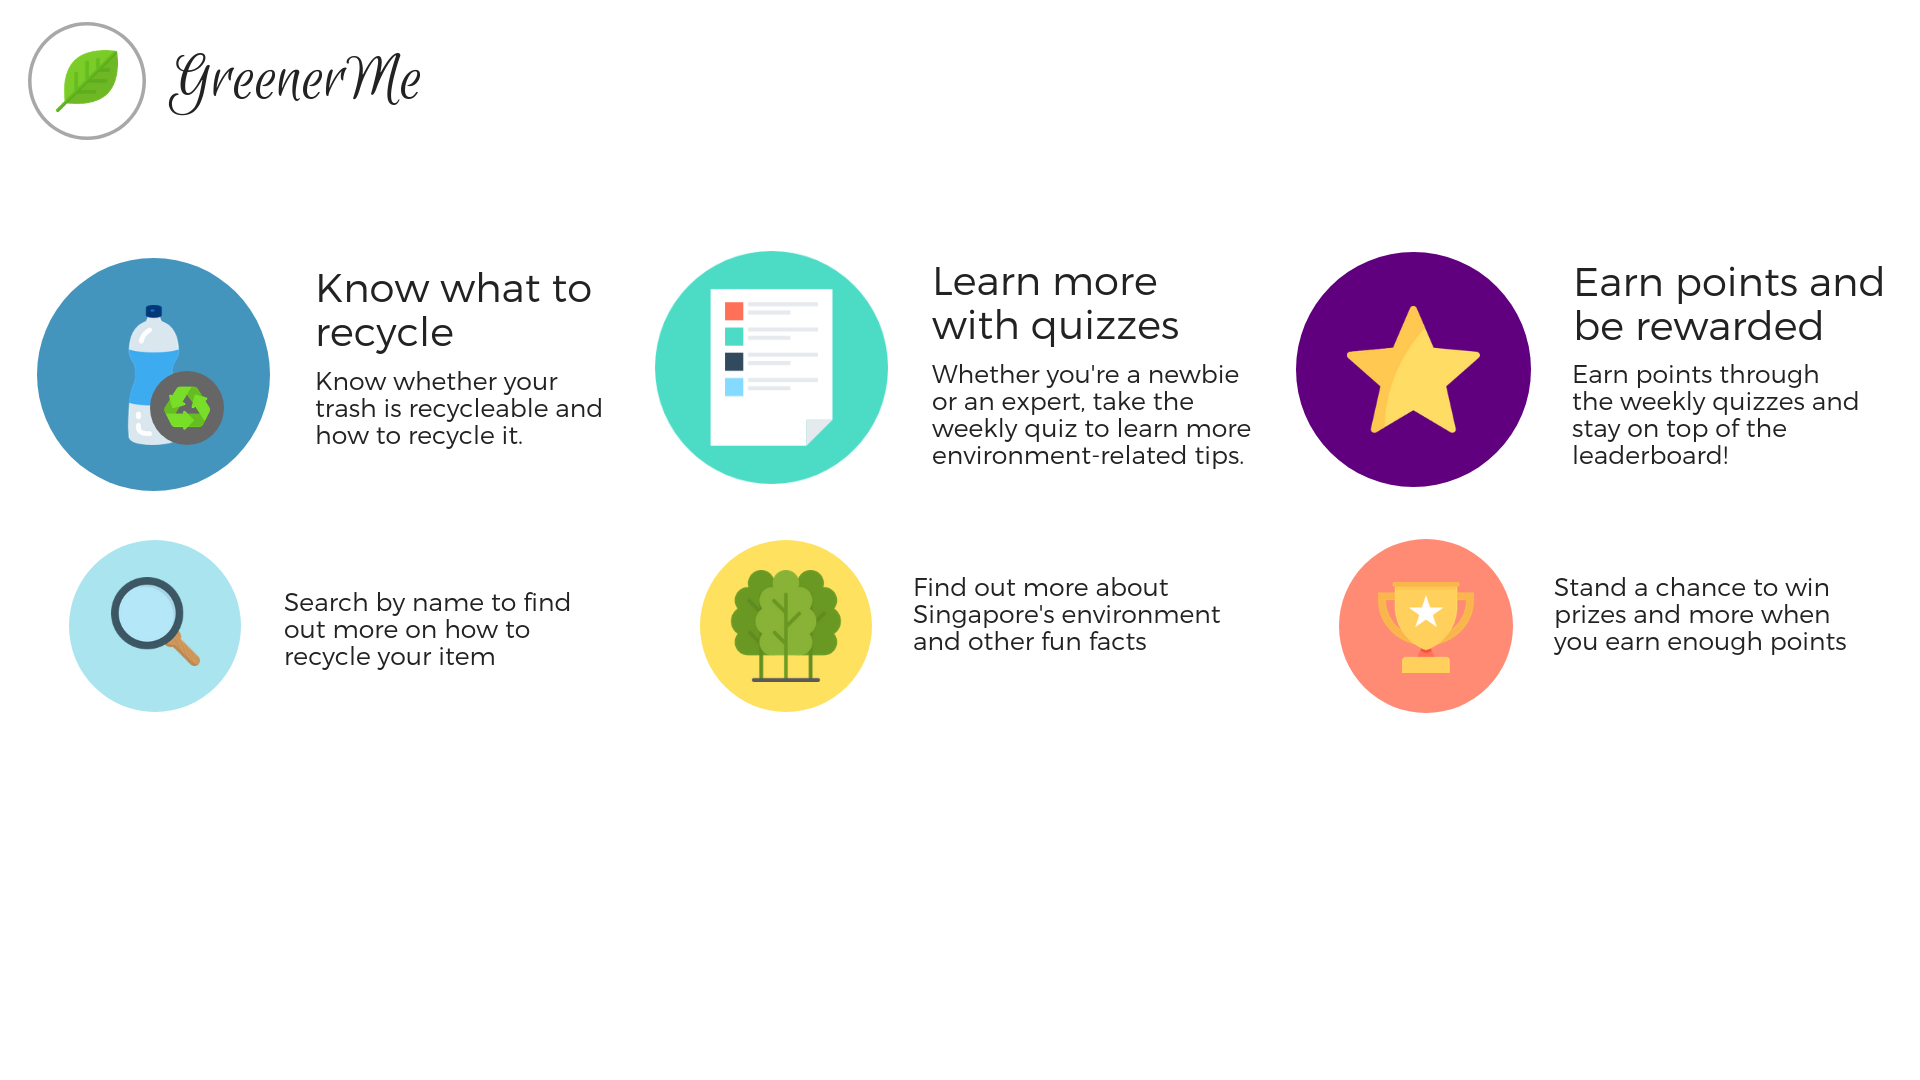 GreenerMe
Know what to
recycle
Know whether your
trash is recycleable and
how to recycle it.
Search by name to find
out more on how to
recycle your item
Learn more
with quizzes
Whether you're a newbie
or an expert, take the
weekly quiz to learn more
environment-related tips.
Find out more about
Singapore's environment
and other fun facts
Earn points and
be rewarded
Earn points through
the weekly quizzes and
stay on top of the
leaderboard!
Stand a chance to win
prizes and more when
you earn enough points